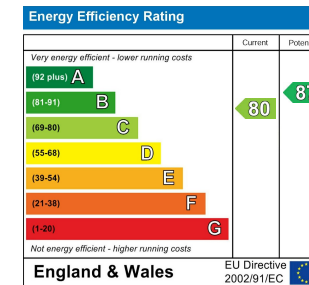 Energy Efficiency Rating
Current Poten
Very energy efficient - lower running costs
(92 plus) A
(81-91) B
(69-80) C
(55-68) D
(39-54) E
(21-38) F
(1-20) G
80
8
Not energy efficient - higher running costs
England & Wales
EU Directive
2002/91/EC